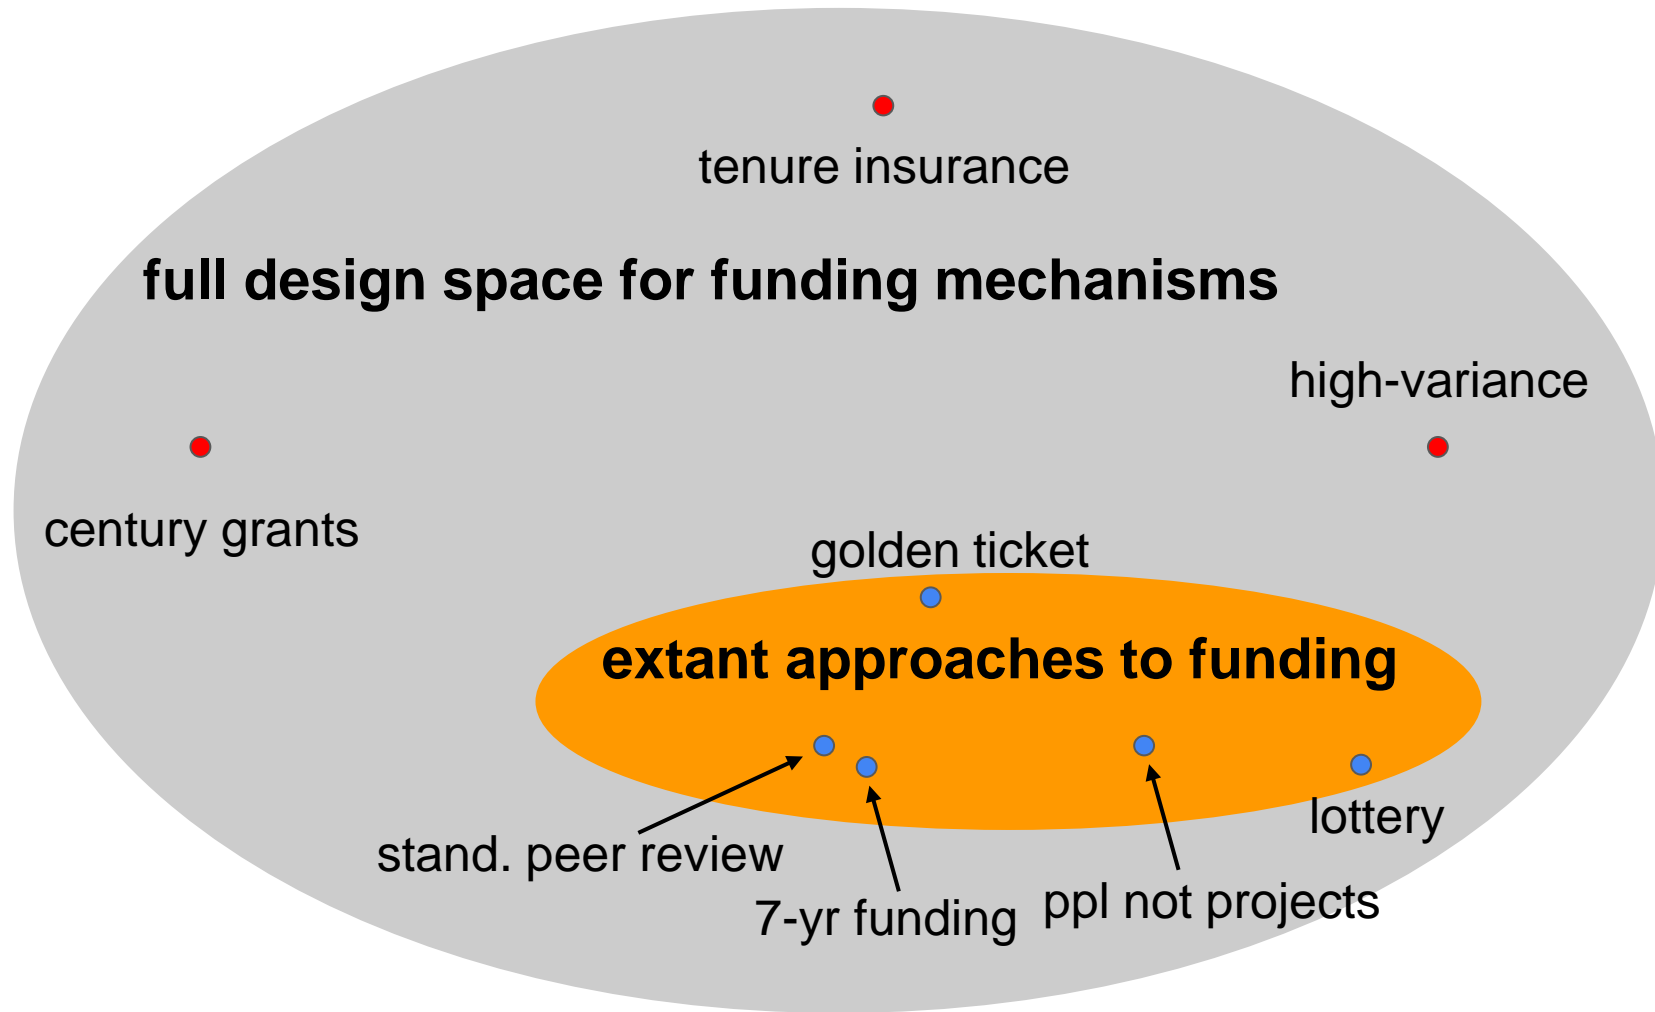 tenure insurance
full design space for funding mechanisms
high-variance
century grants
golden ticket
extant approaches to funding
lottery
stand. peer review
ppl not projects
7-yr funding